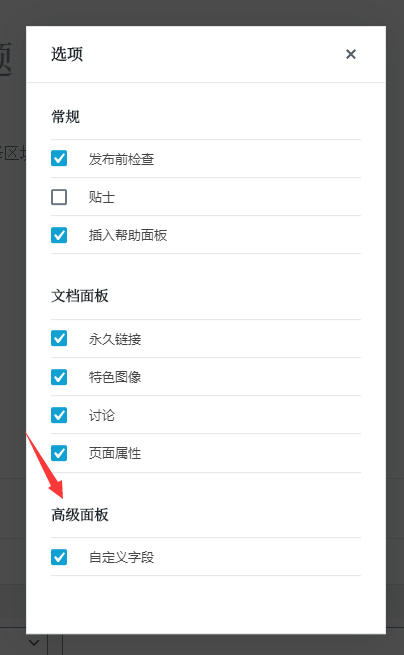 选项
常规
发布前检查
贴士
插入帮助面板
文档面板
永久链接
特色图像
讨论
页面属性
高级面板
自定义字段